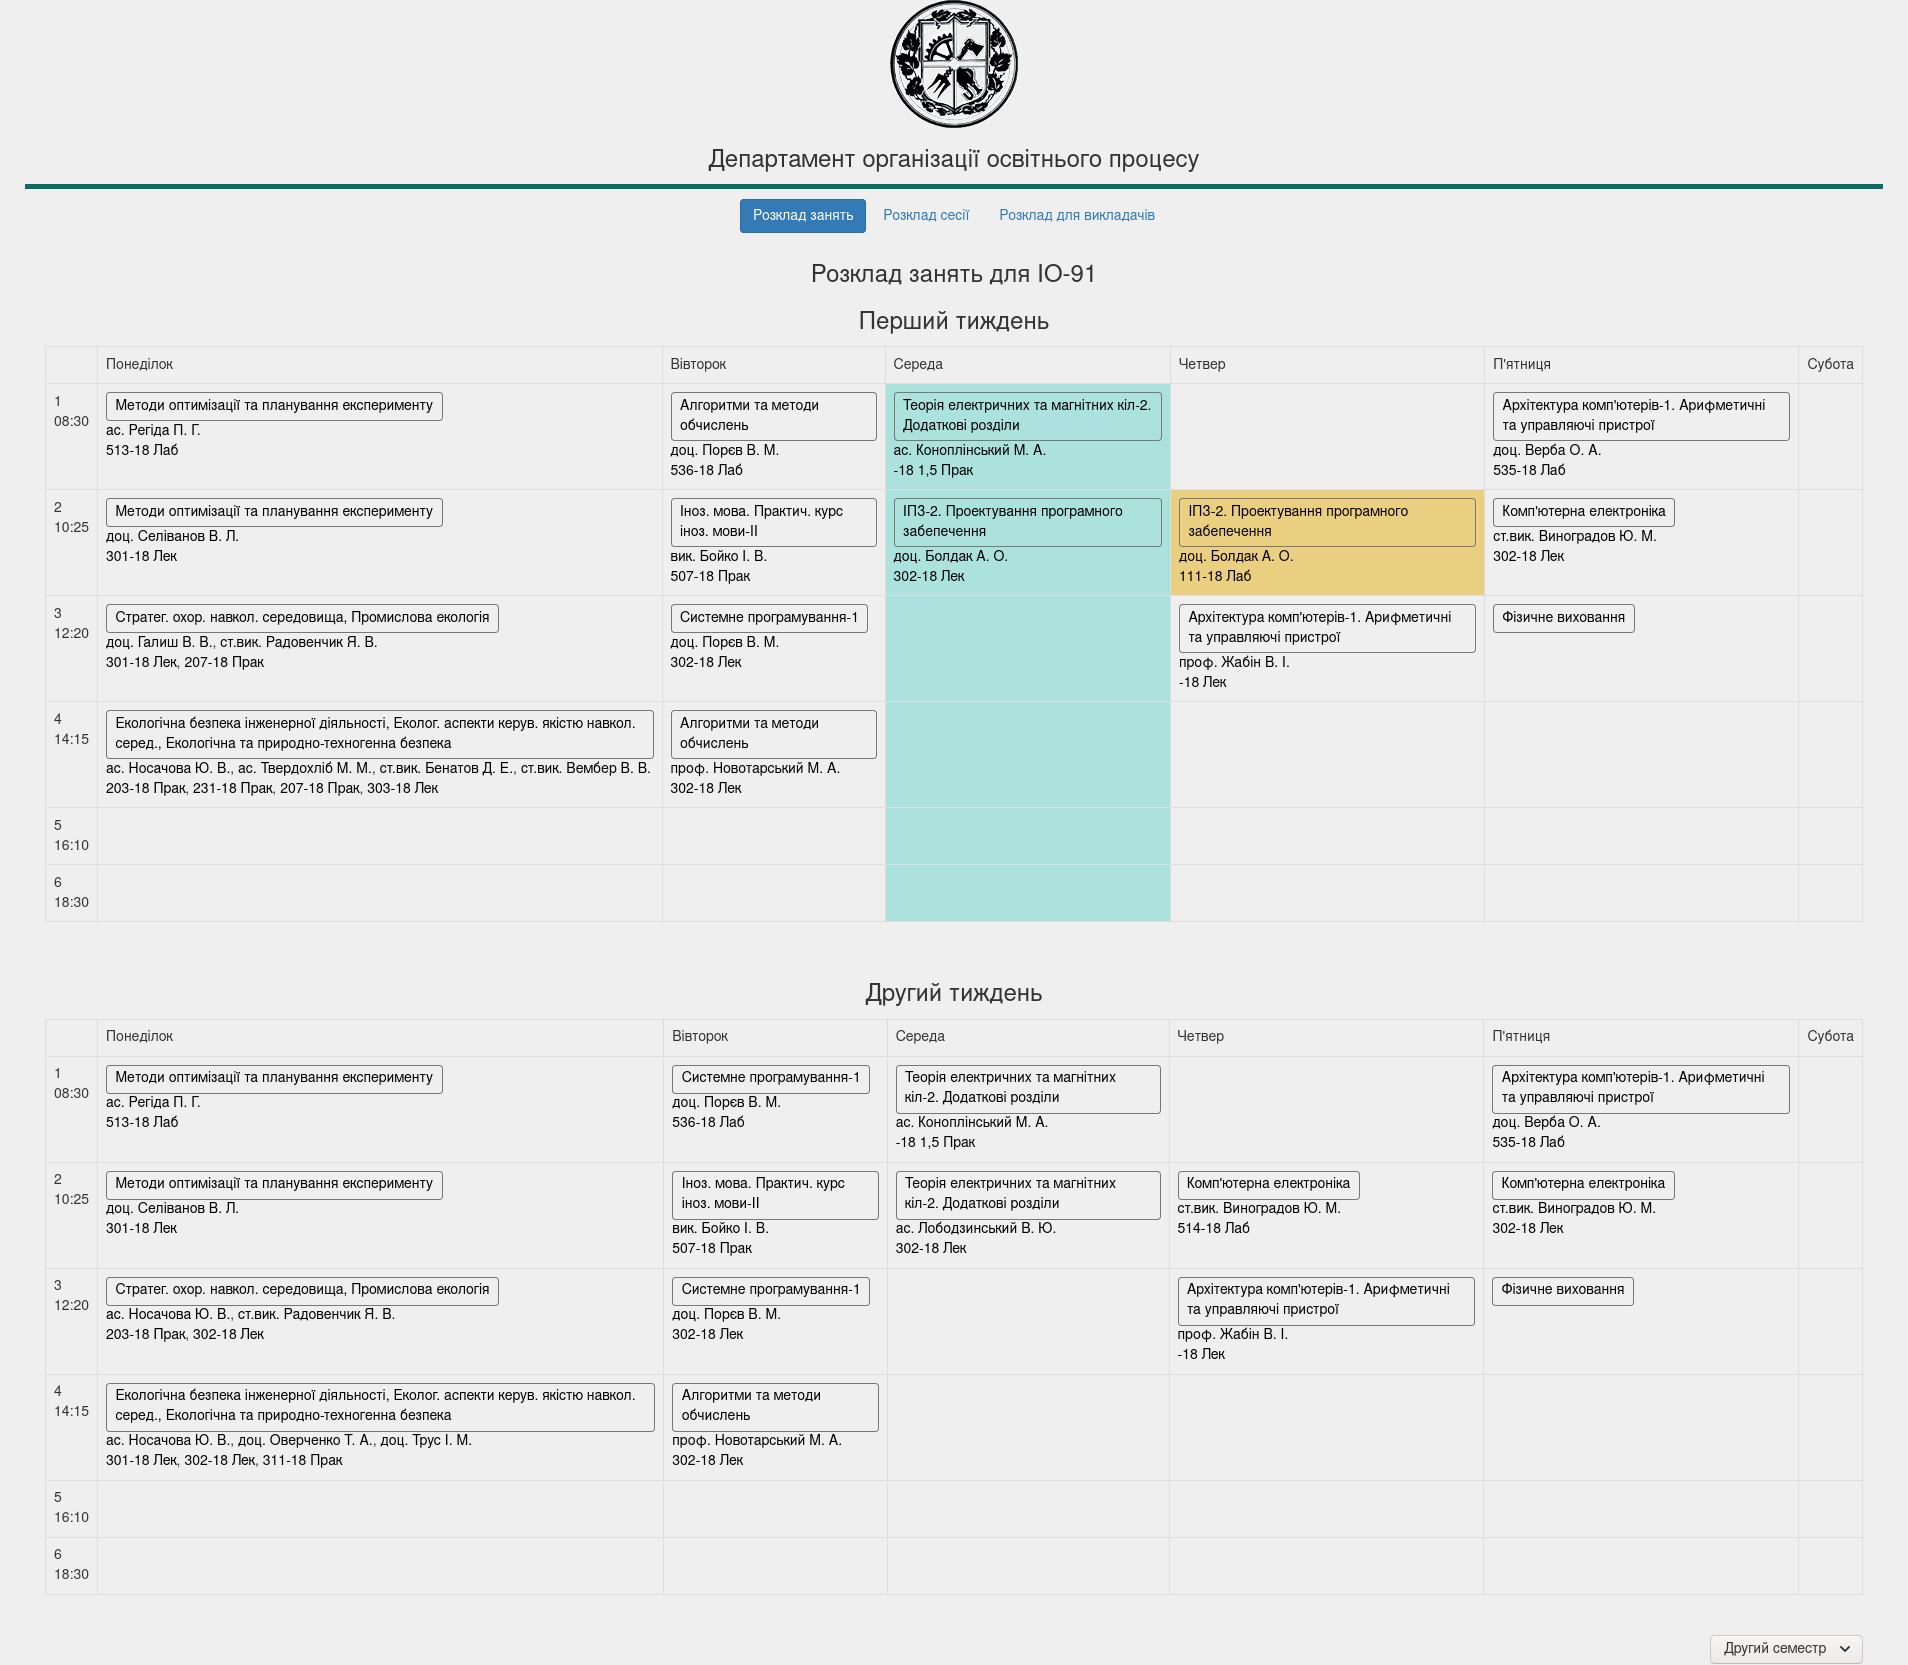 Департамент організації освітнього процесу
Розклад занять
Розклад сесії
Розклад для викладачів
Розклад занять для ІО-91
Перший тиждень
Понеділок
Вівторок
Середа
Четвер
П'ятниця
Субота
1
08:30
Методи оптимізації та планування експерименту
ас. Регіда П. Г.
513-18 Лаб
Алгоритми та методи
обчислень
доц. Порєв В. М.
536-18 Лаб
Теорія електричних та магнітних кіл-2.
Додаткові розділи
ас. Коноплінський М. А.
-18 1,5 Прак
Архітектура комп'ютерів-1. Арифметичні
та управляючі пристрої
доц. Верба О. А.
535-18 Лаб
2
10:25
Методи оптимізації та планування експерименту
доц. Селіванов В. Л.
301-18 Лек
Іноз. мова. Практич. курс
іноз. мови-II
вик. Бойко І. В.
507-18 Прак
ІПЗ-2. Проектування програмного
забепечення
доц. Болдак А. О.
302-18 Лек
ІПЗ-2. Проектування програмного
забепечення
доц. Болдак А. О.
111-18 Лаб
Комп'ютерна електроніка
ст.вик. Виноградов Ю. М.
302-18 Лек
3
12:20
Стратег. охор. навкол. середовища, Промислова екологія
доц. Галиш В. В., ст.вик. Радовенчик Я. В.
301-18 Лек, 207-18 Прак
Системне програмування-1
доц. Порєв В. М.
302-18 Лек
Архітектура комп'ютерів-1. Арифметичні
та управляючі пристрої
проф. Жабін В. І.
-18 Лек
Фізичне виховання
4
14:15
Екологічна безпека інженерної діяльності, Еколог. аспекти керув. якістю навкол.
серед., Екологічна та природно-техногенна безпека
ас. Носачова Ю. В., ас. Твердохліб М. М., ст.вик. Бенатов Д. Е., ст.вик. Вембер В. В.
203-18 Прак, 231-18 Прак, 207-18 Прак, 303-18 Лек
Алгоритми та методи
обчислень
проф. Новотарський М. А.
302-18 Лек
5
16:10
6
18:30
Другий тиждень
Понеділок
Вівторок
Середа
Четвер
П'ятниця
Субота
1
08:30
Методи оптимізації та планування експерименту
ас. Регіда П. Г.
513-18 Лаб
Системне програмування-1
доц. Порєв В. М.
536-18 Лаб
Теорія електричних та магнітних
кіл-2. Додаткові розділи
ас. Коноплінський М. А.
-18 1,5 Прак
Архітектура комп'ютерів-1. Арифметичні
та управляючі пристрої
доц. Верба О. А.
535-18 Лаб
2
10:25
Методи оптимізації та планування експерименту
доц. Селіванов В. Л.
301-18 Лек
Іноз. мова. Практич. курс
іноз. мови-II
вик. Бойко І. В.
507-18 Прак
Теорія електричних та магнітних
кіл-2. Додаткові розділи
ас. Лободзинський В. Ю.
302-18 Лек
Комп'ютерна електроніка
ст.вик. Виноградов Ю. М.
514-18 Лаб
Комп'ютерна електроніка
ст.вик. Виноградов Ю. М.
302-18 Лек
3
12:20
Стратег. охор. навкол. середовища, Промислова екологія
ас. Носачова Ю. В., ст.вик. Радовенчик Я. В.
203-18 Прак, 302-18 Лек
Системне програмування-1
доц. Порєв В. М.
302-18 Лек
Архітектура комп'ютерів-1. Арифметичні
та управляючі пристрої
проф. Жабін В. І.
-18 Лек
Фізичне виховання
4
14:15
Екологічна безпека інженерної діяльності, Еколог. аспекти керув. якістю навкол.
серед., Екологічна та природно-техногенна безпека
ас. Носачова Ю. В., доц. Оверченко Т. А., доц. Трус І. М.
301-18 Лек, 302-18 Лек, 311-18 Прак
Алгоритми та методи
обчислень
проф. Новотарський М. А.
302-18 Лек
5
16:10
6
18:30
Другий семестр